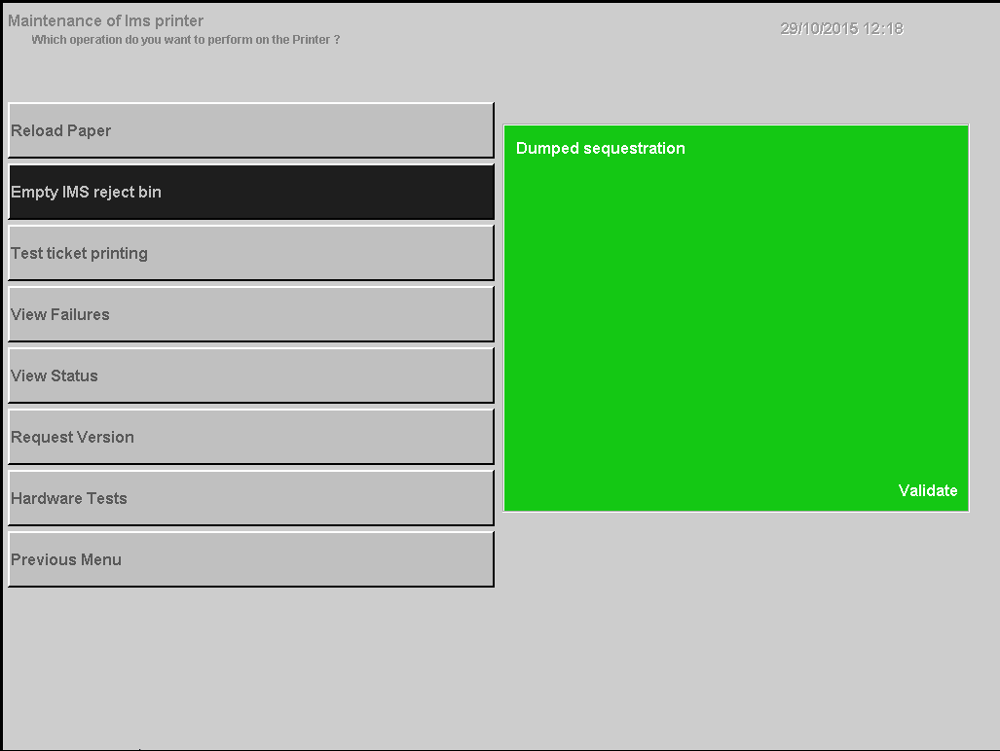 Maintenance of Ims printer
Which operation do you want to perform on the Printer ?
29/10/2015 12:18
Reload Paper
Empty IMS reject bin
Test ticket printing
View Failures
View Status
Request Version
Hardware Tests
Previous Menu
Dumped sequestration
Validate